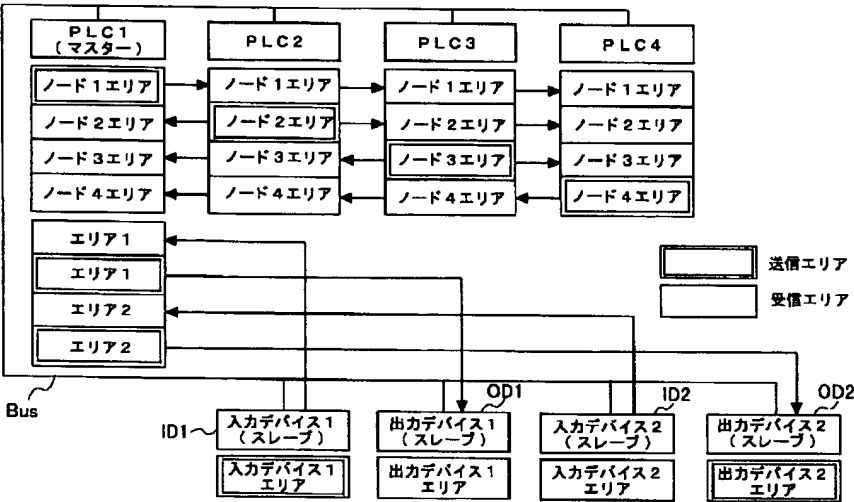 PLC1
(マスター)
PLC2
PLC3
PLC4
ノード1エリア
ノード1エリア
ノード1エリア
ノード1エリア
ノード2エリア
ノード2エリア
ノード2エリア
ノード2エリア
ノード3エリア
ノード3エリア
ノード3エリア
ノード3エリア
ノード4エリア
ノード4エリア
ノード4エリア
ノード4エリア
エリア1
エリア1
エリア2
エリア2
送信エリア
受信エリア
Bus
ID1
入力デバイス1
(スレーブ)
OD1
出力デバイス1
(スレーブ)
ID2
入力デバイス2
(スレーブ)
OD2
出力デバイス2
(スレーブ)
入力デバイス1
エリア
出力デバイス1
エリア
入力デバイス2
エリア
出力デバイス2
エリア